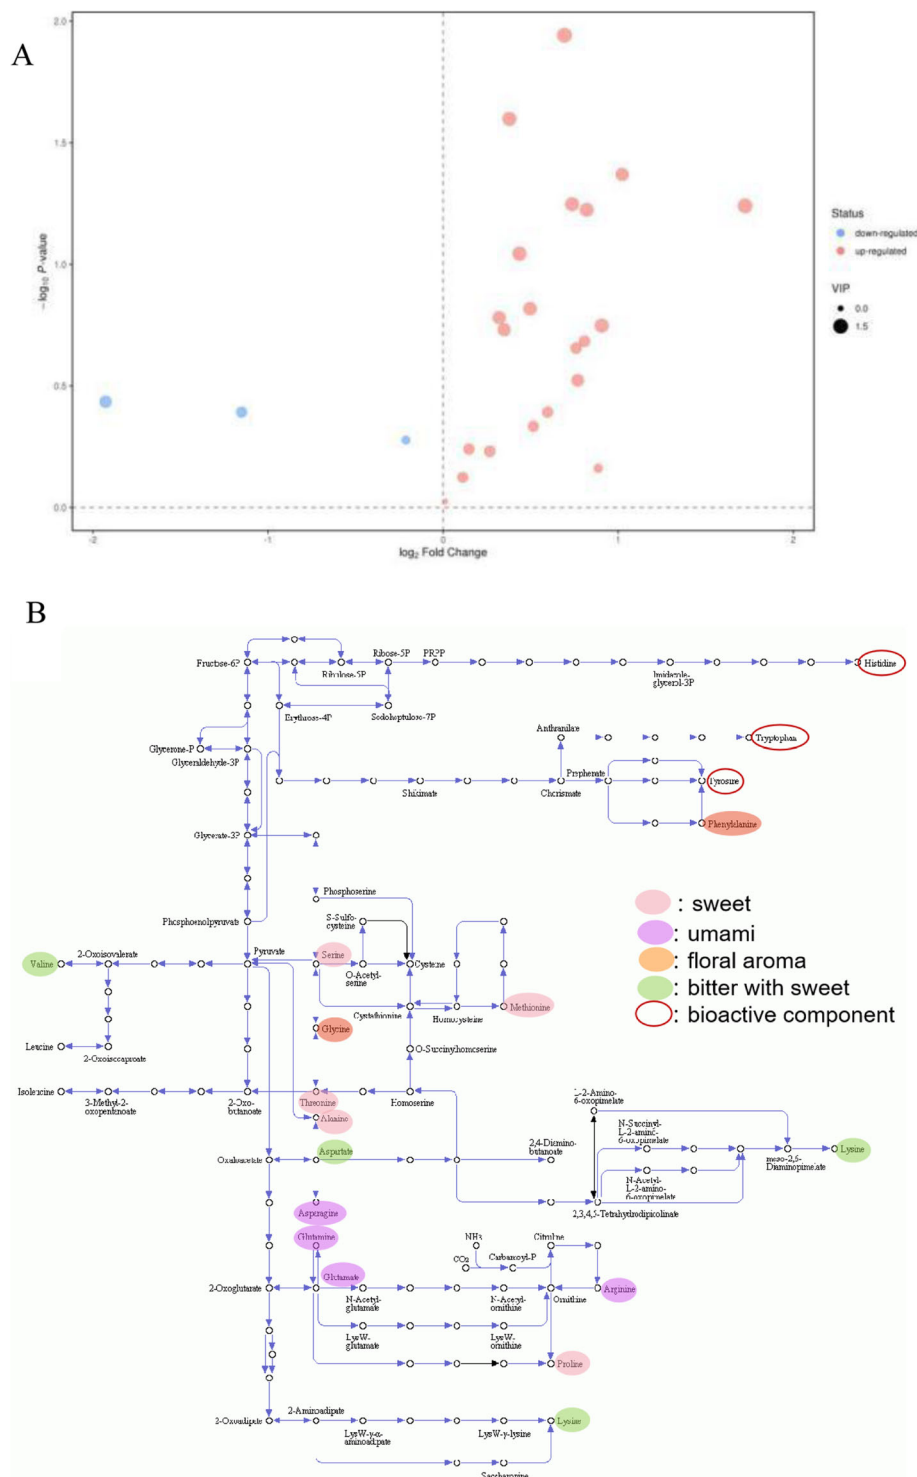 A
2.0
1.5
1.0
0.5
0.0
−log10 P-value
-2
-1
0
1
2
log2 Fold Change
Status
down-regulated
up-regulated
VIP
0.0
1.5
B
Fructose-6P
Ribulose-5P
Ribose-5P
PRPP
Imidazole-
glycerol-3P
Histidine
Erythrose-4P
Sedoheptulose-7P
Glycerone-P
Glyceraldehyde-3P
Anthranilate
Tryptophan
Shikimate
Chorismate
Prephenate
Tyrosine
Phenylalanine
Glycerate-3P
Phosphoserine
Phosphoenolpyruvate
S-Sulfo-
cysteine
: sweet
: umami
: floral aroma
: bitter with sweet
: bioactive component
Valine
2-Oxoisovalerate
Pyruvate
Serine
O-Acetyl-
serine
Cysteine
Cystathionine
Homocysteine
Methionine
Glycine
Leucine
2-Oxoisocaproate
O-Succinylhomoserine
Isoleucine
3-Methyl-2-
oxopentanoate
2-Oxo-
butanoate
Threonine
Homoserine
Alanine
L-2-Amino-
6-oxopimelate
N-Succinyl-
L-2-amino-
6-oxopimelate
Oxaloacetate
Aspartate
2,4-Diamino-
butanoate
meso-2,6-
Diaminopimelate
Lysine
N-Acetyl-
L-2-amino-
6-oxopimelate
2,3,4,5-Tetrahydrodipicolinate
Asparagine
Glutamine
NH3
CO2
Carbamoyl-P
Citruline
Glutamate
2-Oxoglutarate
N-Acetyl-
glutamate
N-Acetyl-
ornithine
Ornithine
Arginine
LysW-
glutamate
LysW-
ornithine
Proline
2-Oxoadipate
2-Aminoadipate
LysW-γ-α-
aminoadipate
LysW-γ-lysine
Lysine
Saccharopine